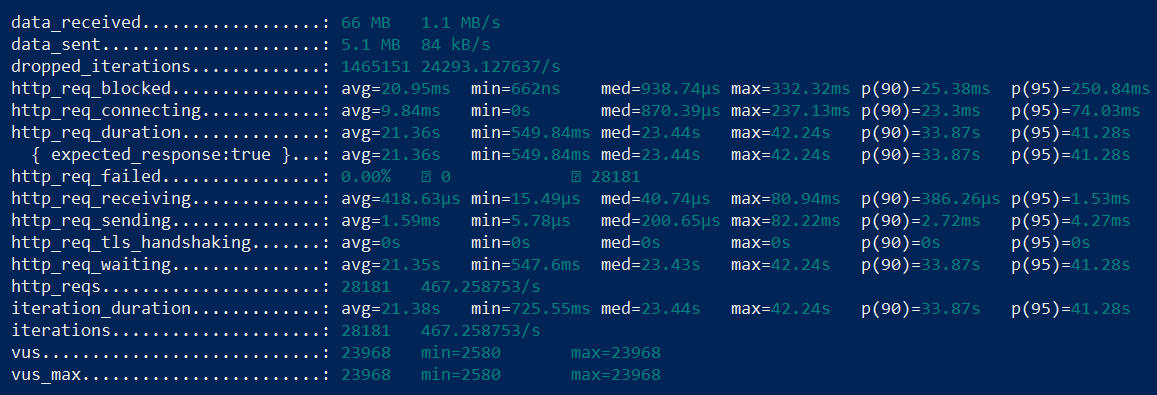 data_received..................: 66 MB 1.1 MB/s
data_sent......................: 5.1 MB 84 kB/s
dropped_iterations.............: 1465151 24293.127637/s
http_req_blocked...............: avg=20.95ms min=662ns med=938.74µs max=332.32ms p(90)=25.38ms p(95)=250.84ms
http_req_connecting............: avg=9.84ms min=0s med=870.39µs max=237.13ms p(90)=23.3ms p(95)=74.03ms
http_req_duration..............: avg=21.36s min=549.84ms med=23.44s max=42.24s p(90)=33.87s p(95)=41.28s
{ expected_response:true }...: avg=21.36s min=549.84ms med=23.44s max=42.24s p(90)=33.87s p(95)=41.28s
http_req_failed................: 0.00% 0 28181
http_req_receiving.............: avg=418.63µs min=15.49µs med=40.74µs max=80.94ms p(90)=386.26µs p(95)=1.53ms
http_req_sending...............: avg=1.59ms min=5.78µs med=200.65µs max=82.22ms p(90)=2.72ms p(95)=4.27ms
http_req_tls_handshaking.......: avg=0s min=0s med=0s max=0s p(90)=0s p(95)=0s
http_req_waiting...............: avg=21.35s min=547.6ms med=23.43s max=42.24s p(90)=33.87s p(95)=41.28s
http_reqs......................: 28181 467.258753/s
iteration_duration.............: avg=21.38s min=725.55ms med=23.44s max=42.24s p(90)=33.87s p(95)=41.28s
iterations.....................: 28181 467.258753/s
vus............................: 23968 min=2580 max=23968
vus_max........................: 23968 min=2580 max=23968